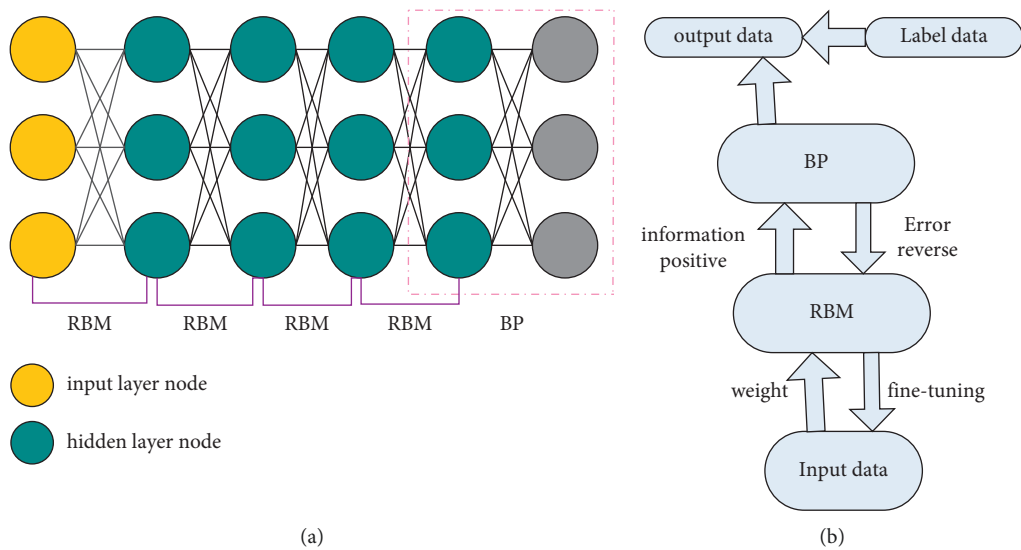 RBM
RBM
RBM
RBM
BP
input layer node
hidden layer node
(a)
output data
Label data
BP
information
positive
Error
reverse
RBM
weight
fine-tuning
Input data
(b)